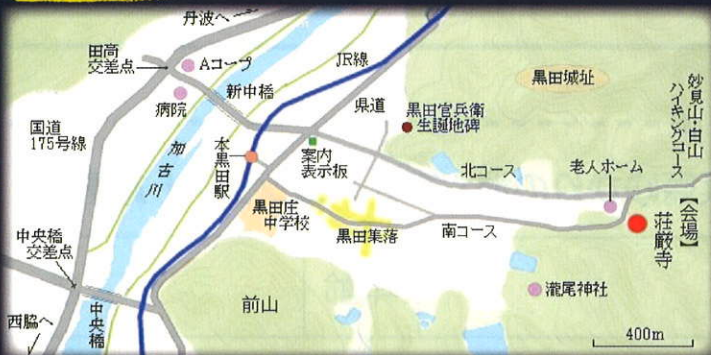 丹波へ
田高
交差点
Aコープ
病院
新中橋
JR線
県道
黒田官兵衛
生誕地碑
黒田城址
妙見山・白山
ハイキングコース
国道
175号線
加古川
本黒田駅
案内
表示板
北コース
老人ホーム
【会場】
荘厳寺
黒田庄
中学校
黒田集落
南コース
中央橋
交差点
中央橋
西脇へ
前山
瀧尾神社
400m